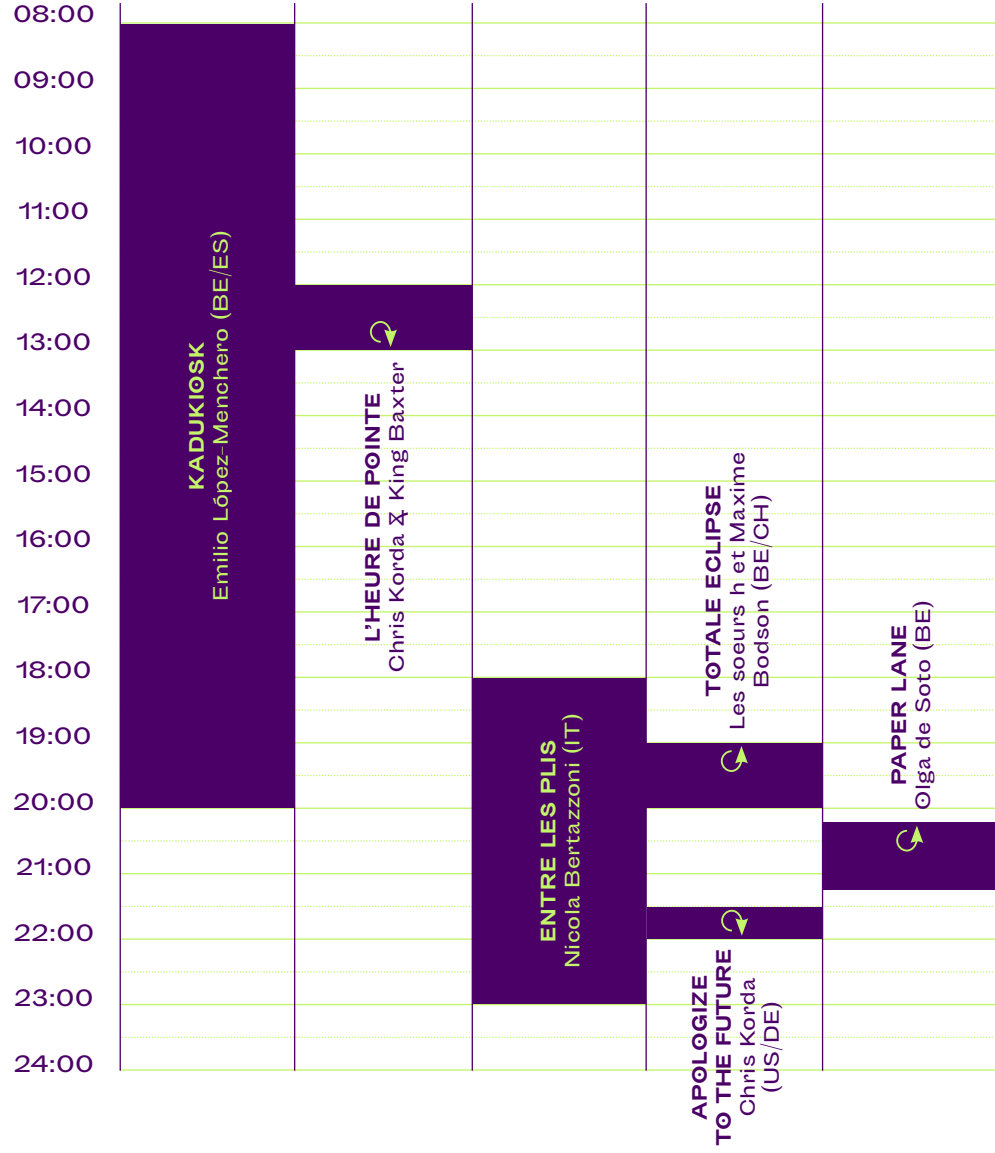 08:00
09:00
10:00
11:00
12:00
13:00
14:00
15:00
16:00
17:00
18:00
19:00
20:00
21:00
22:00
23:00
24:00
KADUKIOSK
Emilio López-Menchero (BE/ES)
L'HEURE DE POINTE
Chris Korda & King Baxter
ENTRE LES PLIS
Nicola Bertazzoni (IT)
TOTALE ECLIPSE
Les soeurs h et Maxime
Bodson (BE/CH)
APOLOGIZE
TO THE FUTURE
Chris Korda
(US/DE)
PAPER LANE
Olga de Soto (BE)